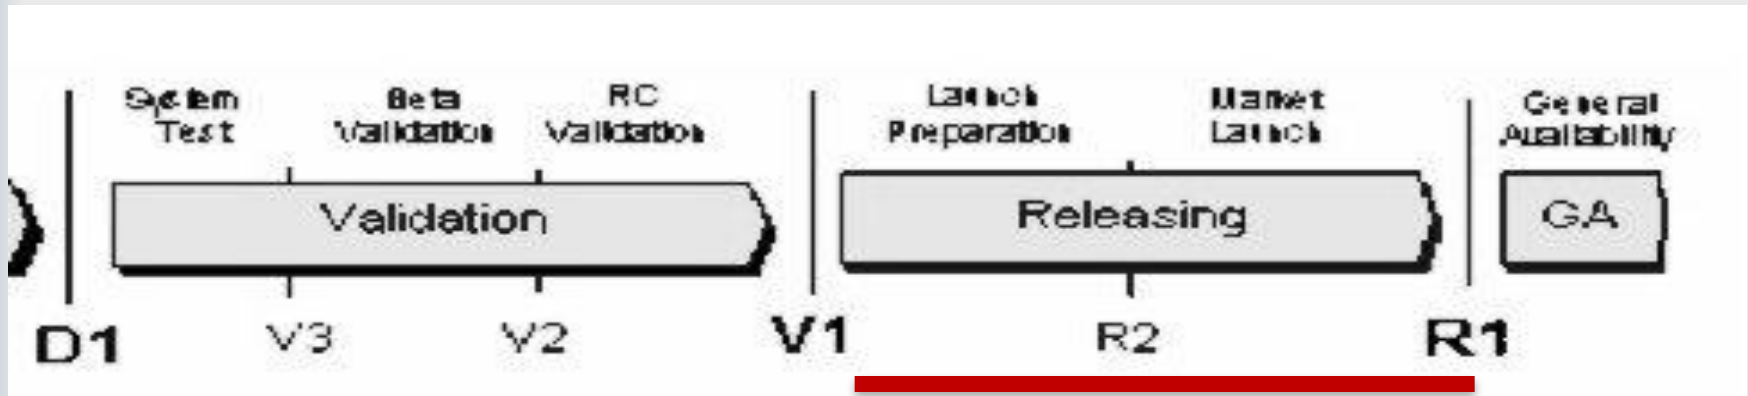 System
Test
Beta
Validation
RC
Validation
Launch
Preparation
Market
Launch
General
Availability
Validation
Releasing
GA
D1
V3
V2
V1
R2
R1